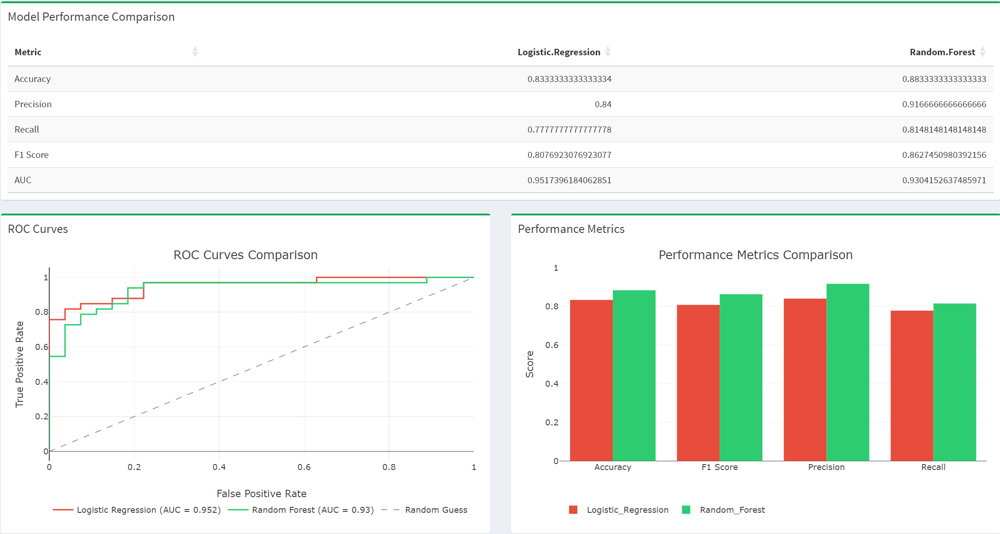 Model Performance Comparison
Metric Logistic.Regression Random.Forest
Accuracy 0.8333333333333334 0.8833333333333333
Precision 0.84 0.9166666666666666
Recall 0.7777777777777778 0.8148148148148148
F1 Score 0.8076923076923077 0.8627450980392156
AUC 0.9517396184062851 0.9304152637485971
ROC Curves
ROC Curves Comparison
True Positive Rate
1
0.8
0.6
0.4
0.2
0
0 0.2 0.4 0.6 0.8 1
False Positive Rate
Logistic Regression (AUC = 0.952) Random Forest (AUC = 0.93) Random Guess
Performance Metrics
Performance Metrics Comparison
Score
1
0.8
0.6
0.4
0.2
0
Accuracy F1 Score Precision Recall
Logistic_Regression Random_Forest